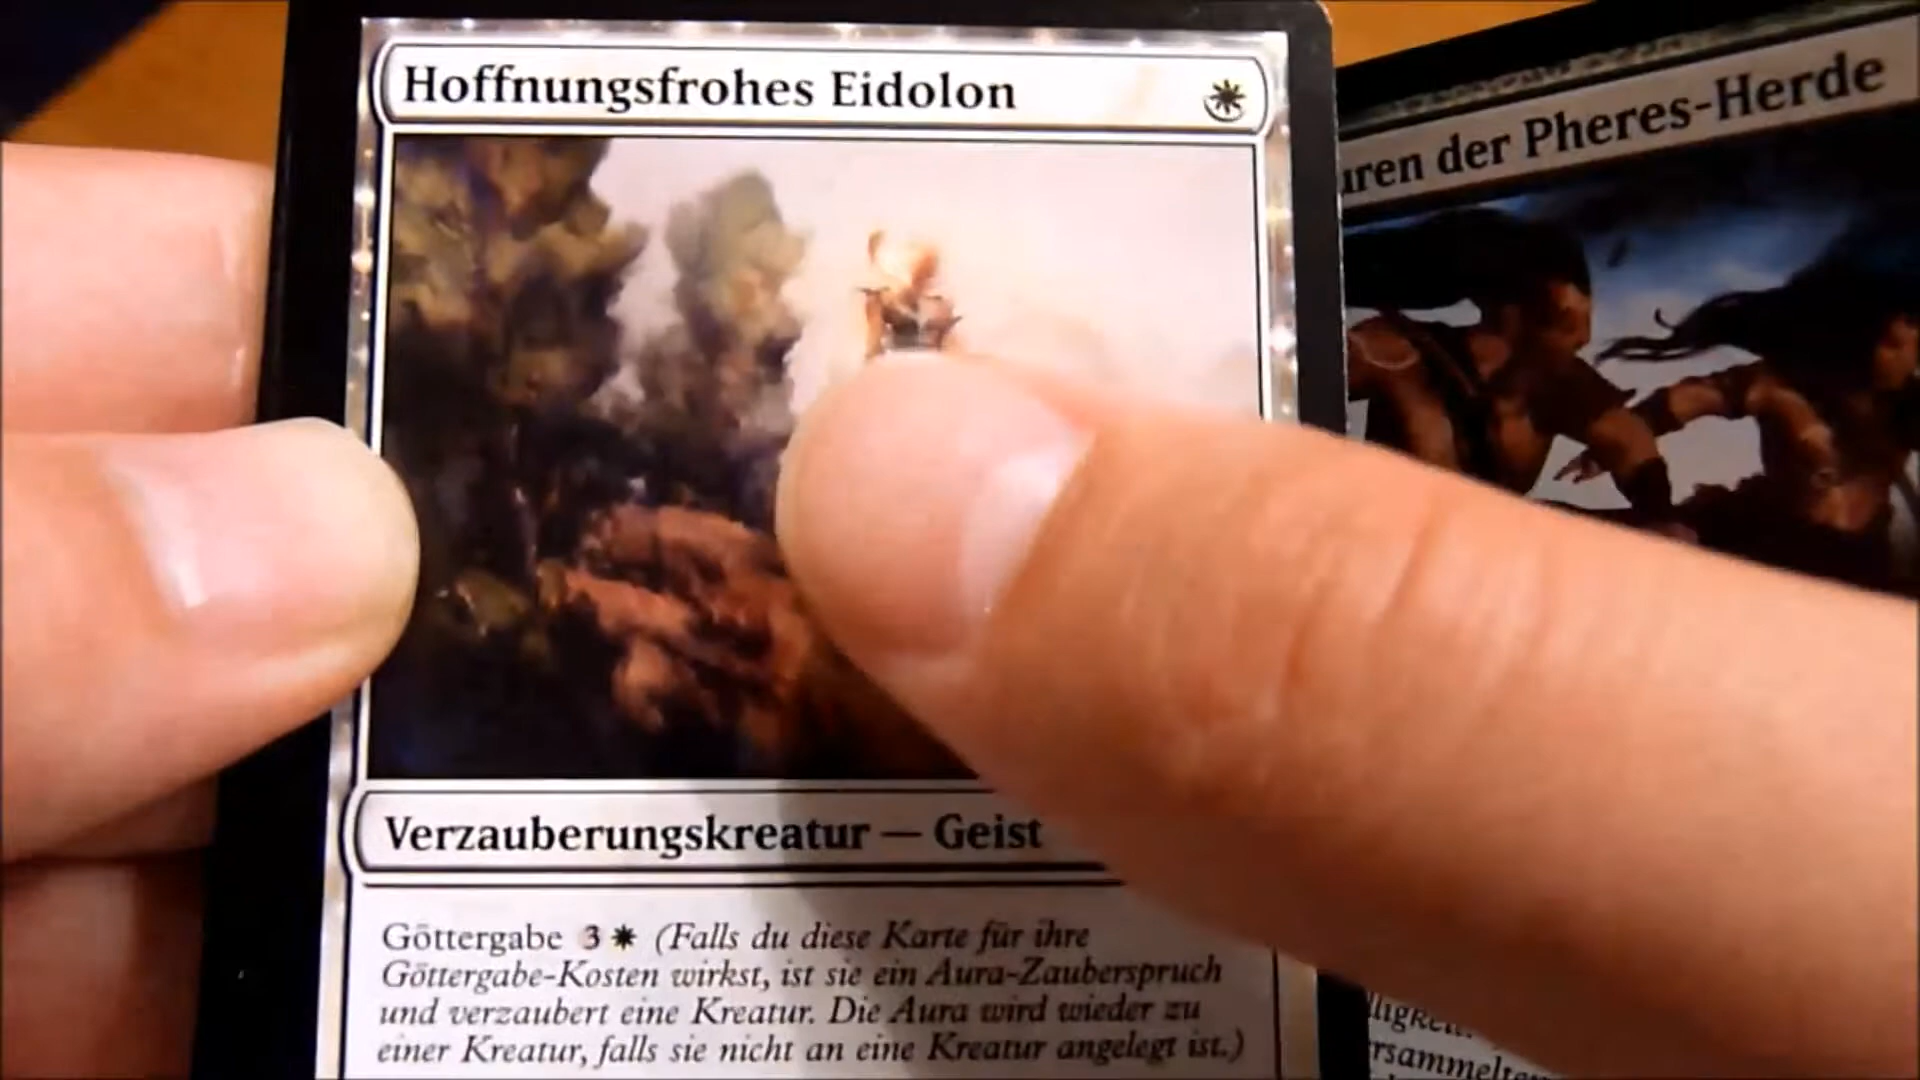 Hoffnungsfrohes Eidolon
uren der Pheres-Herde
Verzauberungskreatur — Geist
Göttergabe 3 (Falls du diese Karte für ihre
Göttergabe-Kosten wirkst, ist sie ein Aura-Zauberspruch
und verzaubert eine Kreatur. Die Aura wird wieder zu
einer Kreatur, falls sie nicht an eine Kreatur angelegt ist.)